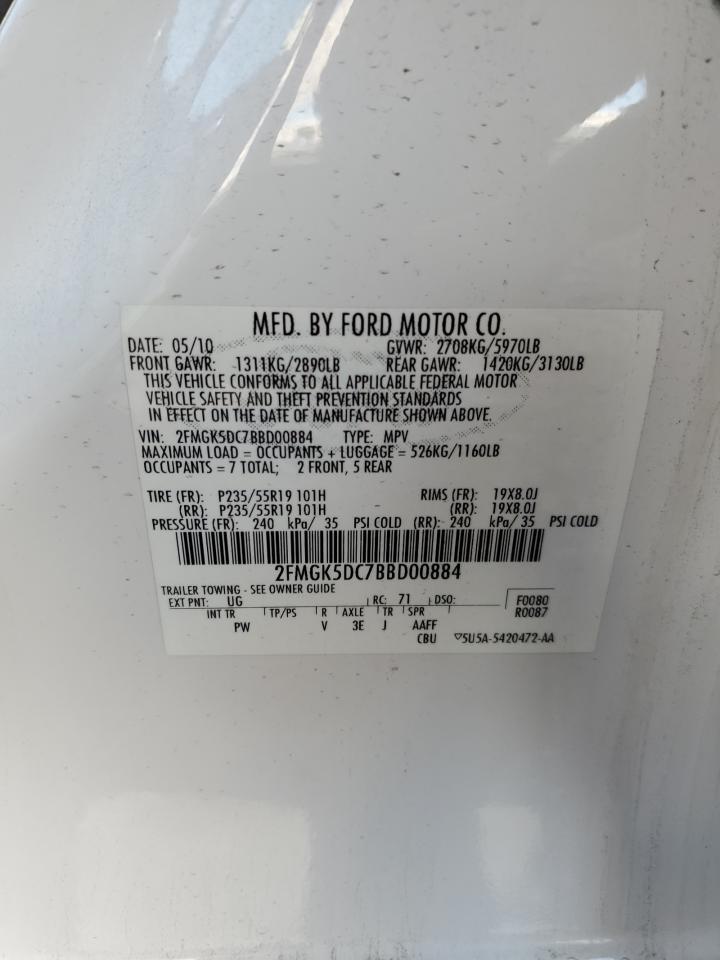 MFD. BY FORD MOTOR CO.
DATE: 05/10 GVWR: 2708KG/5970LB
FRONT GAWR: 1311KG/2890LB REAR GAWR: 1420KG/3130LB
THIS VEHICLE CONFORMS TO ALL APPLICABLE FEDERAL MOTOR
VEHICLE SAFETY AND THEFT PREVENTION STANDARDS
IN EFFECT ON THE DATE OF MANUFACTURE SHOWN ABOVE.
VIN: 2FMGK5DC7BBD00884 TYPE: MPV
MAXIMUM LOAD = OCCUPANTS + LUGGAGE = 526KG/1160LB
OCCUPANTS = 7 TOTAL; 2 FRONT, 5 REAR
TIRE (FR): P235/55R19 101H RIMS (FR): 19X8.0J
(RR): P235/55R19 101H (RR): 19X8.0J
PRESSURE (FR): 240 kPa/ 35 PSI COLD (RR): 240 kPa/ 35 PSI COLD
2FMGK5DC7BBD00884
TRAILER TOWING - SEE OWNER GUIDE
EXT PNT: UG RC: 71 DSO: F0080
INT TR TP/PS R AXLE TR SPR R0087
PW V 3E J AAFF
CBU ▽5U5A-5420472-AA